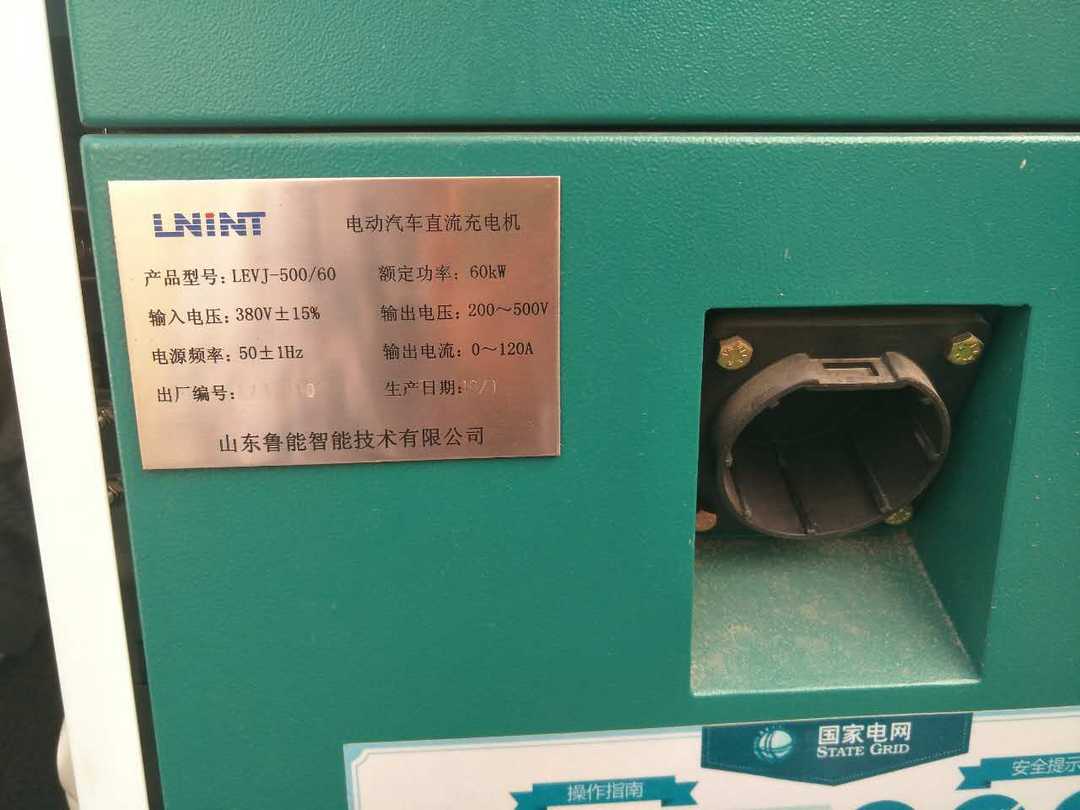 LNINT 电动汽车直流充电机
产品型号: LEVJ-500/60 额定功率: 60kW
输入电压: 380V±15% 输出电压: 200～500V
电源频率: 50±1Hz 输出电流: 0～120A
出厂编号: 生产日期:
山东鲁能智能技术有限公司
国家电网
STATE GRID
操作指南
安全提示